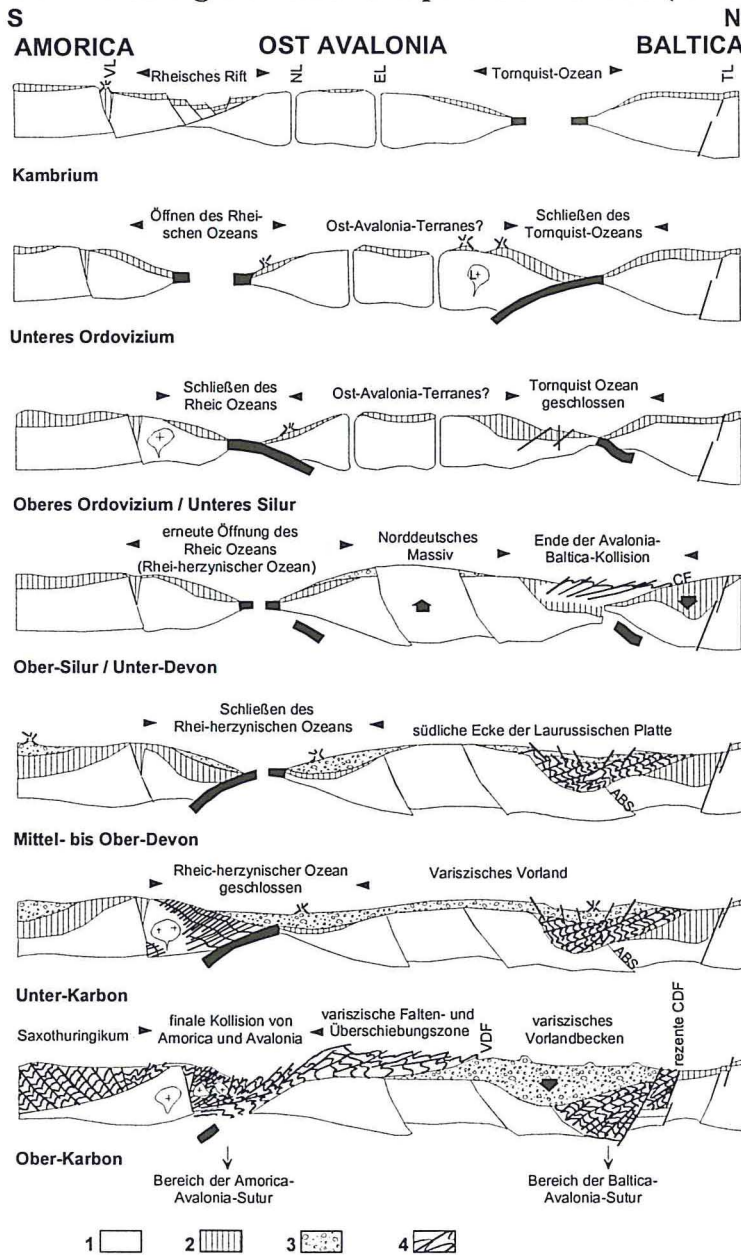 S N
AMORICA OST AVALONIA BALTICA
VL Rheisches Rift NL EL Tornquist-Ozean TL
Kambrium
Öffnen des Rhei-
schen Ozeans
Ost-Avalonia-Terranes?
Schließen des
Tornquist-Ozeans
L+
Unteres Ordovizium
Schließen des
Rheic Ozeans
Ost-Avalonia-Terranes?
Tornquist Ozean
geschlossen
+
Oberes Ordovizium / Unteres Silur
erneute Öffnung des
Rheic Ozeans
(Rhei-herzynischer Ozean)
Norddeutsches
Massiv
Ende der Avalonia-
Baltica-Kollision
CF
Ober-Silur / Unter-Devon
Schließen des
Rhei-herzynischen Ozeans
südliche Ecke der Laurussischen Platte
ABS
Mittel- bis Ober-Devon
Rheic-herzynischer Ozean
geschlossen
Variszisches Vorland
+ +
ABS
Unter-Karbon
Saxothuringikum
finale Kollision von
Amorica und Avalonia
variszische Falten- und
Überschiebungszone
VDF
variszisches
Vorlandbecken
rezente CDF
+
Ober-Karbon
Bereich der Amorica-
Avalonia-Sutur
Bereich der Baltica-
Avalonia-Sutur
1 2 3 4